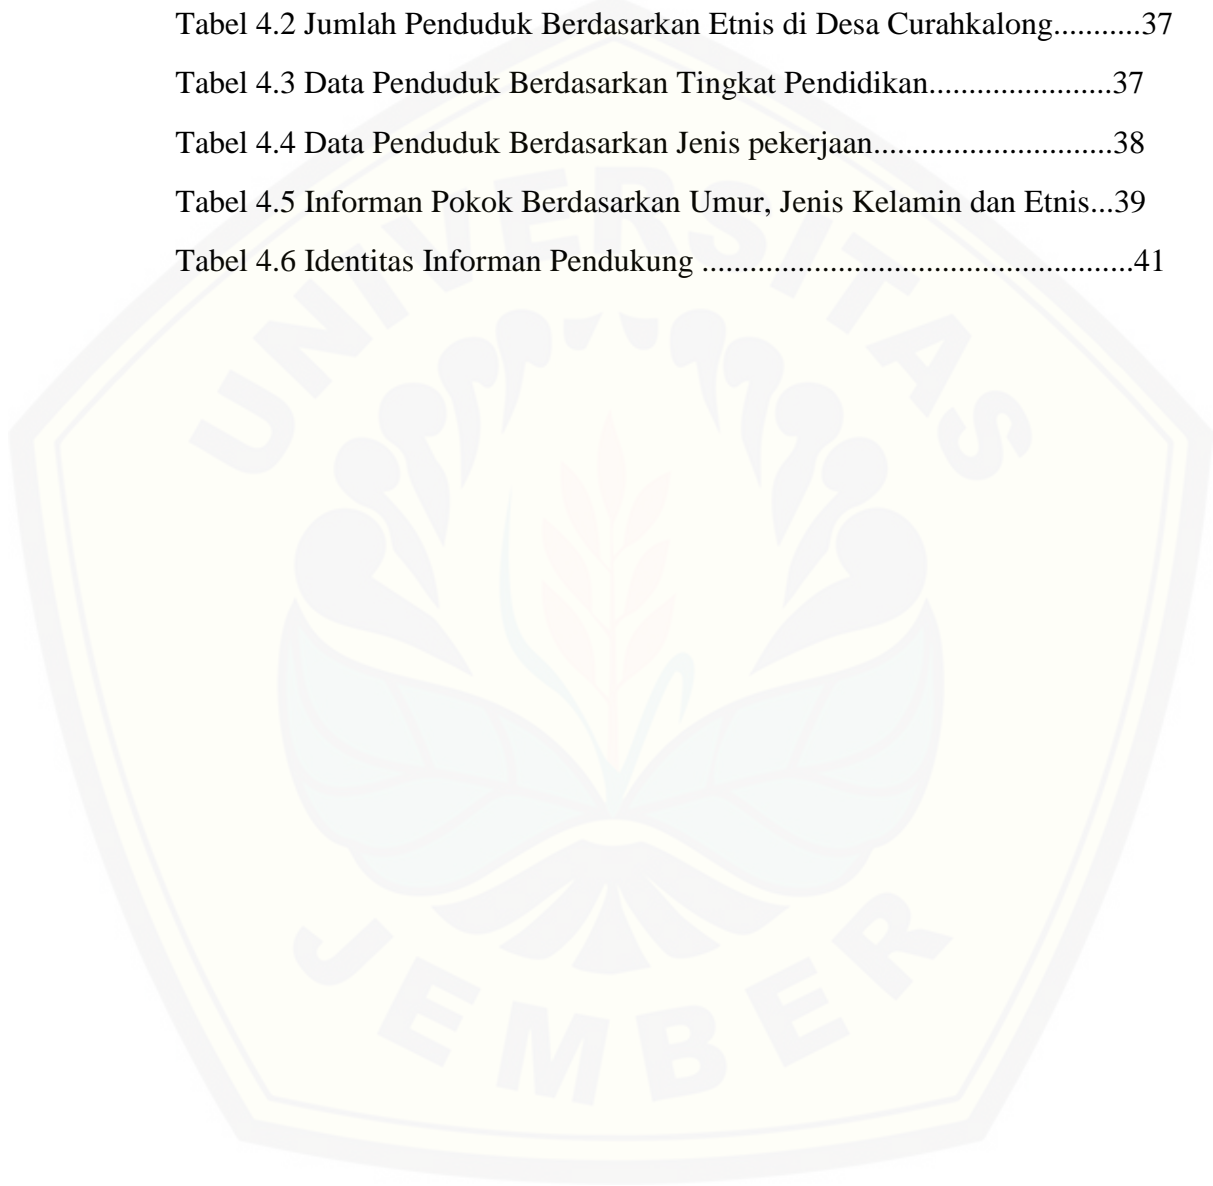 Tabel 4.2 Jumlah Penduduk Berdasarkan Etnis di Desa Curahkalong...........37
Tabel 4.3 Data Penduduk Berdasarkan Tingkat Pendidikan.......................37
Tabel 4.4 Data Penduduk Berdasarkan Jenis pekerjaan..............................38
Tabel 4.5 Informan Pokok Berdasarkan Umur, Jenis Kelamin dan Etnis...39
Tabel 4.6 Identitas Informan Pendukung ......................................................41
UNIVERSITAS
JEMBER